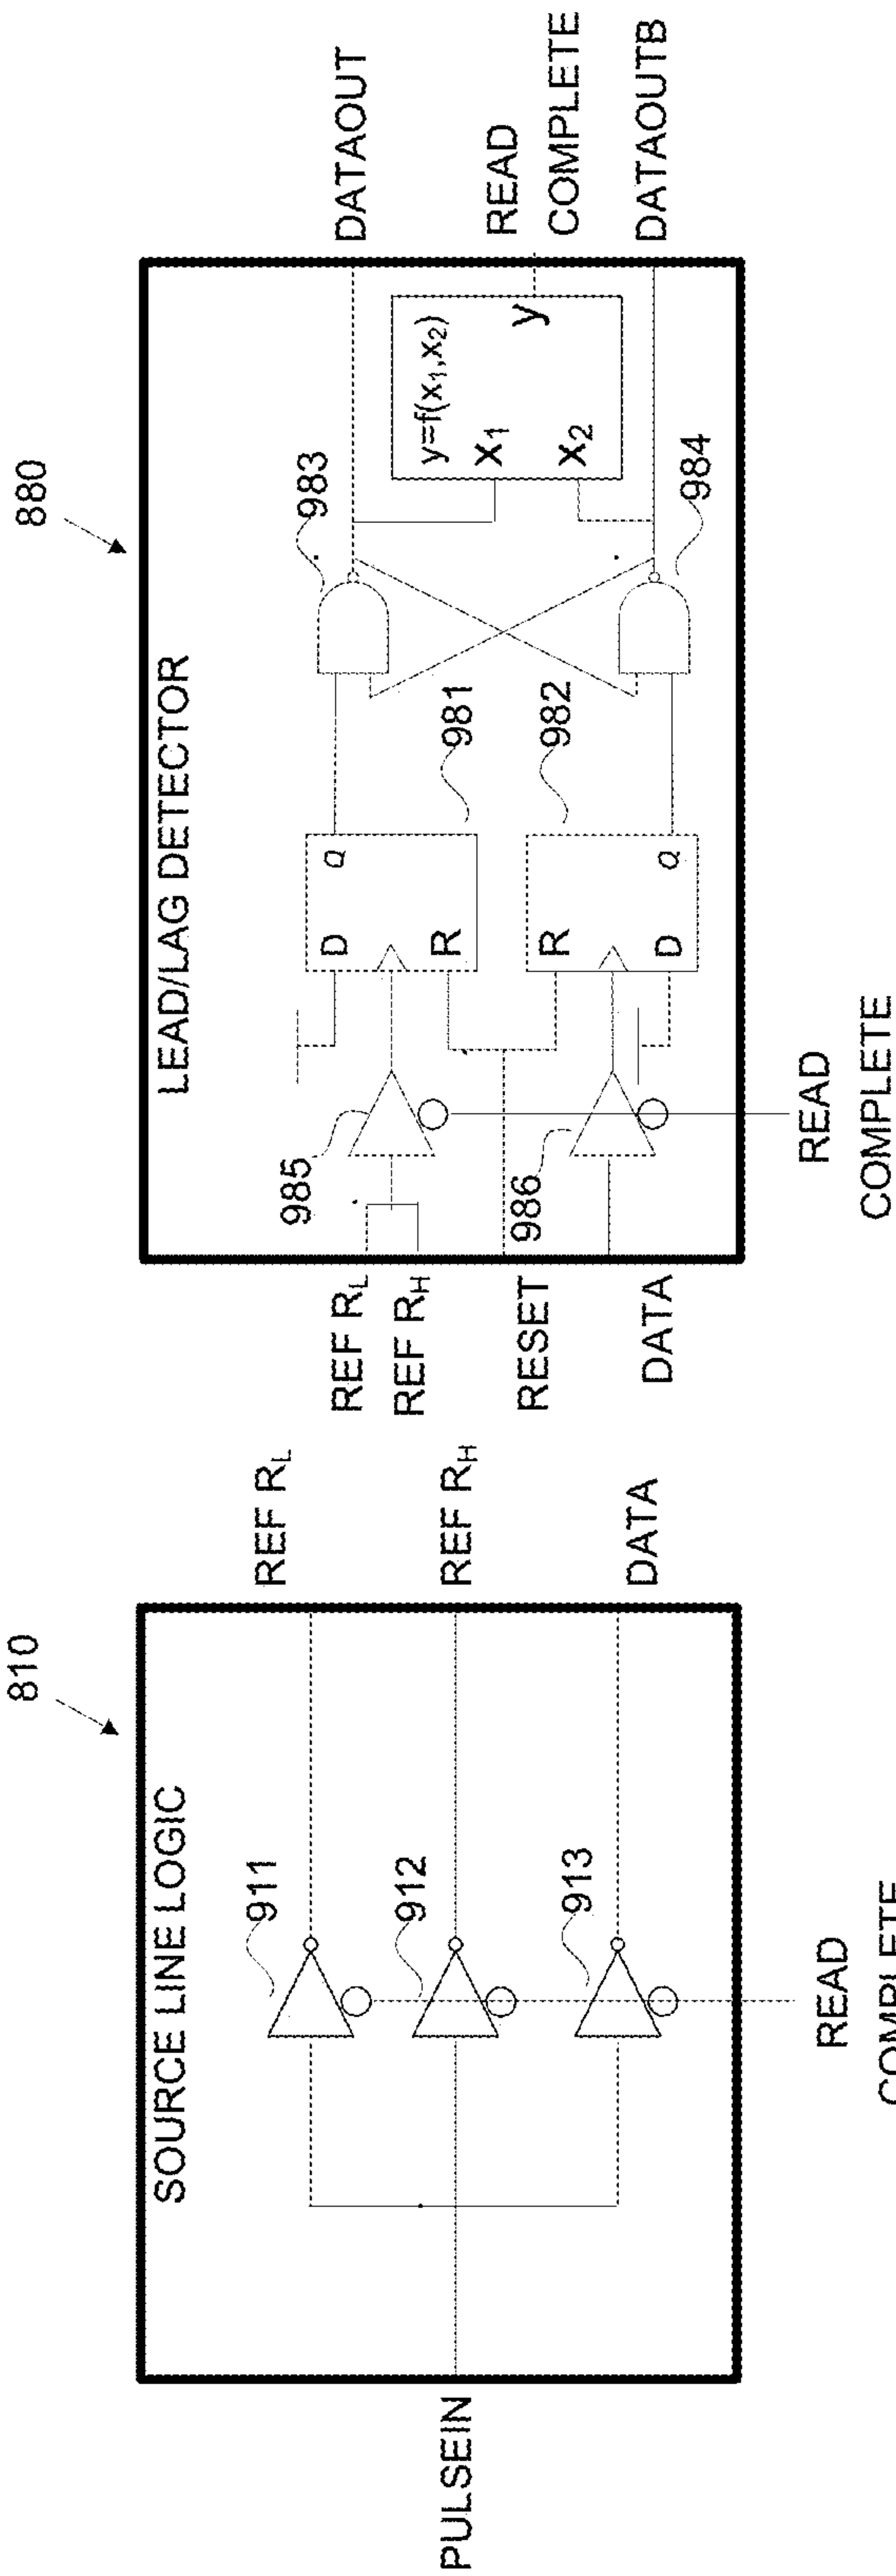 810
SOURCE LINE LOGIC
PULSEIN
911
912
913
REF RL
REF RH
DATA
READ
COMPLETE
880
LEAD/LAG DETECTOR
REF RL
REF RH
RESET
DATA
985
986
D
Q
R
981
R
D
Q
982
983
984
y=f(x1,x2)
X1
X2
y
DATAOUT
READ
COMPLETE
DATAOUTB
READ
COMPLETE